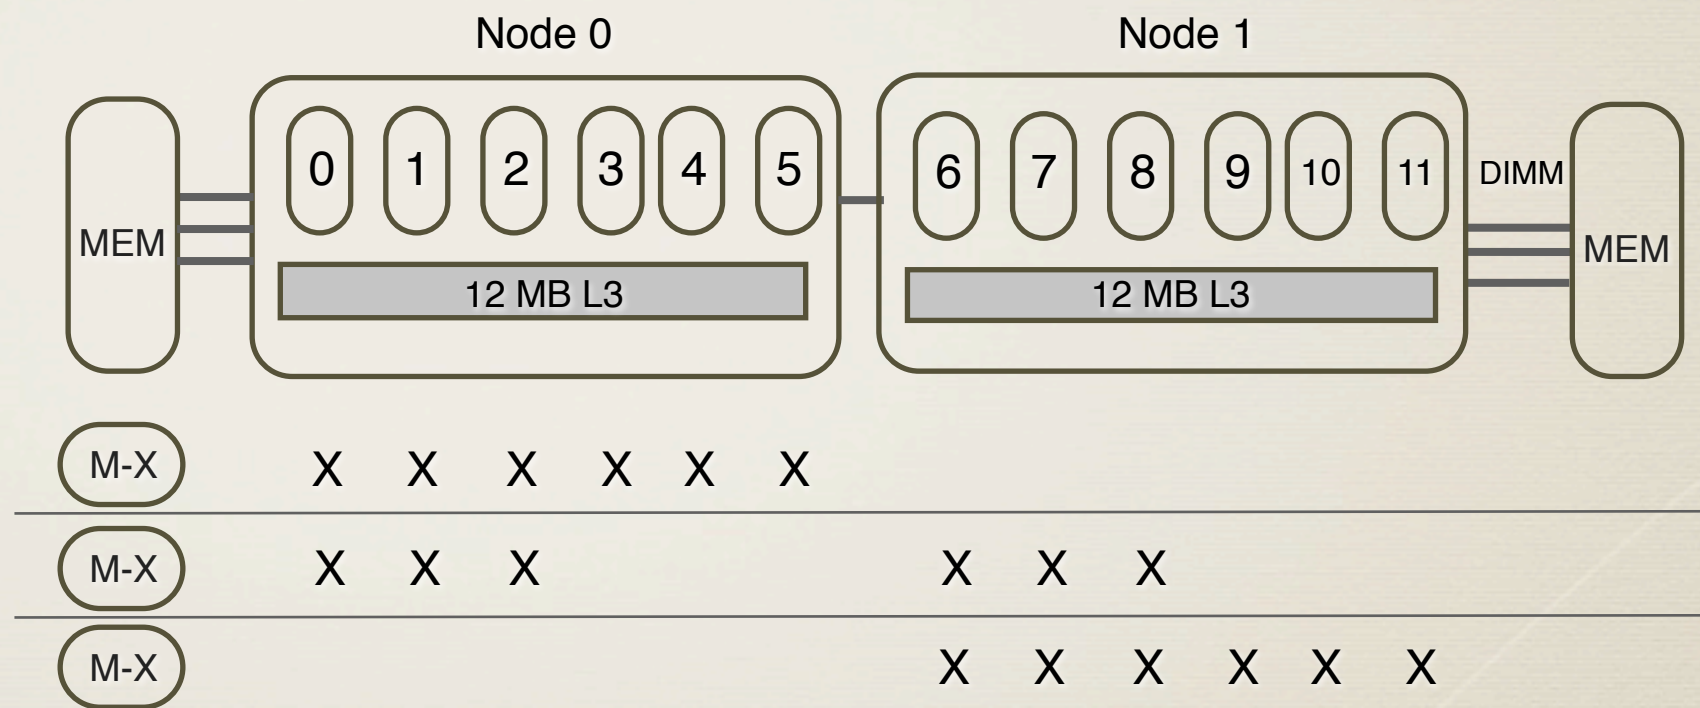 Node 0 Node 1
0 1 2 3 4 5 6 7 8 9 10 11 DIMM
MEM MEM
12 MB L3 12 MB L3
M-X X X X X X X
M-X X X X X X X
M-X X X X X X X